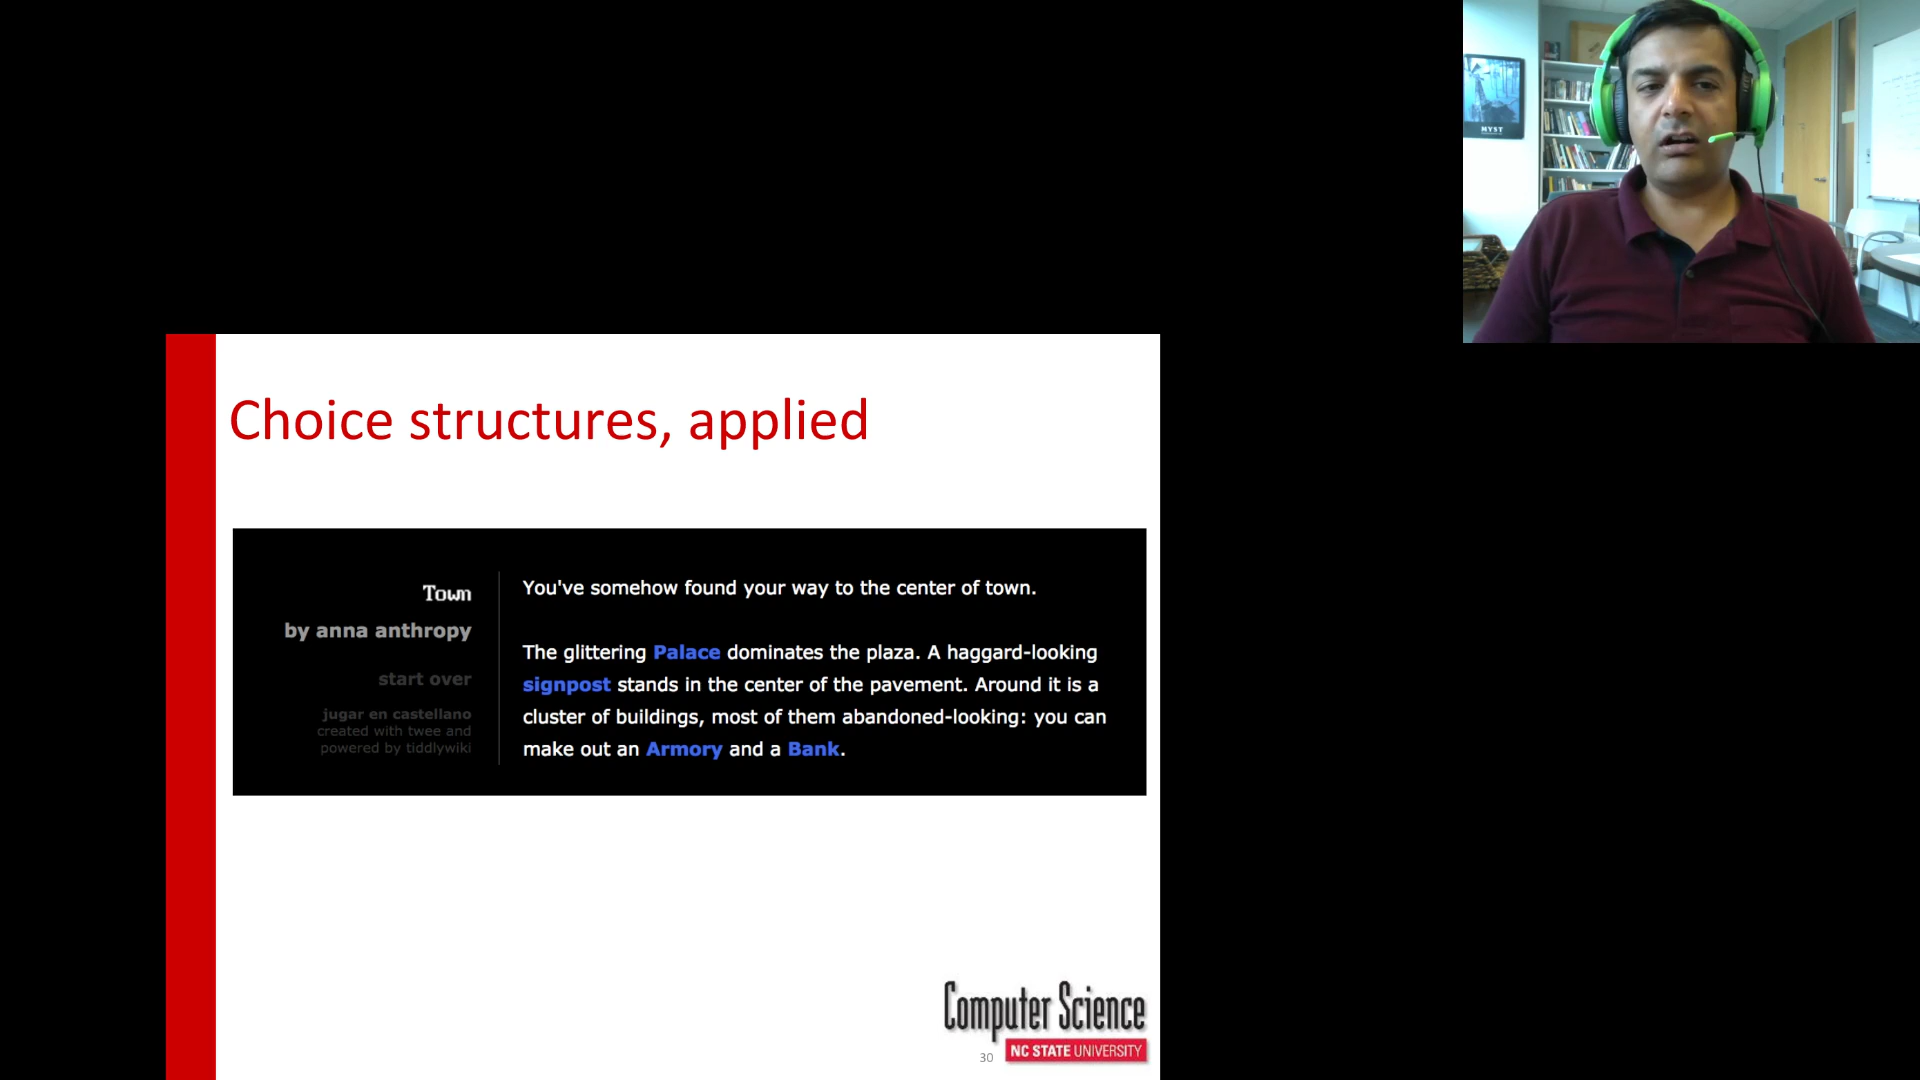 MYST
Choice structures, applied
Town
by anna anthropy
start over
jugar en castellano
created with twee and
powered by tiddlywiki
You've somehow found your way to the center of town.
The glittering Palace dominates the plaza. A haggard-looking
signpost stands in the center of the pavement. Around it is a
cluster of buildings, most of them abandoned-looking: you can
make out an Armory and a Bank.
Computer Science
NC STATE UNIVERSITY
30